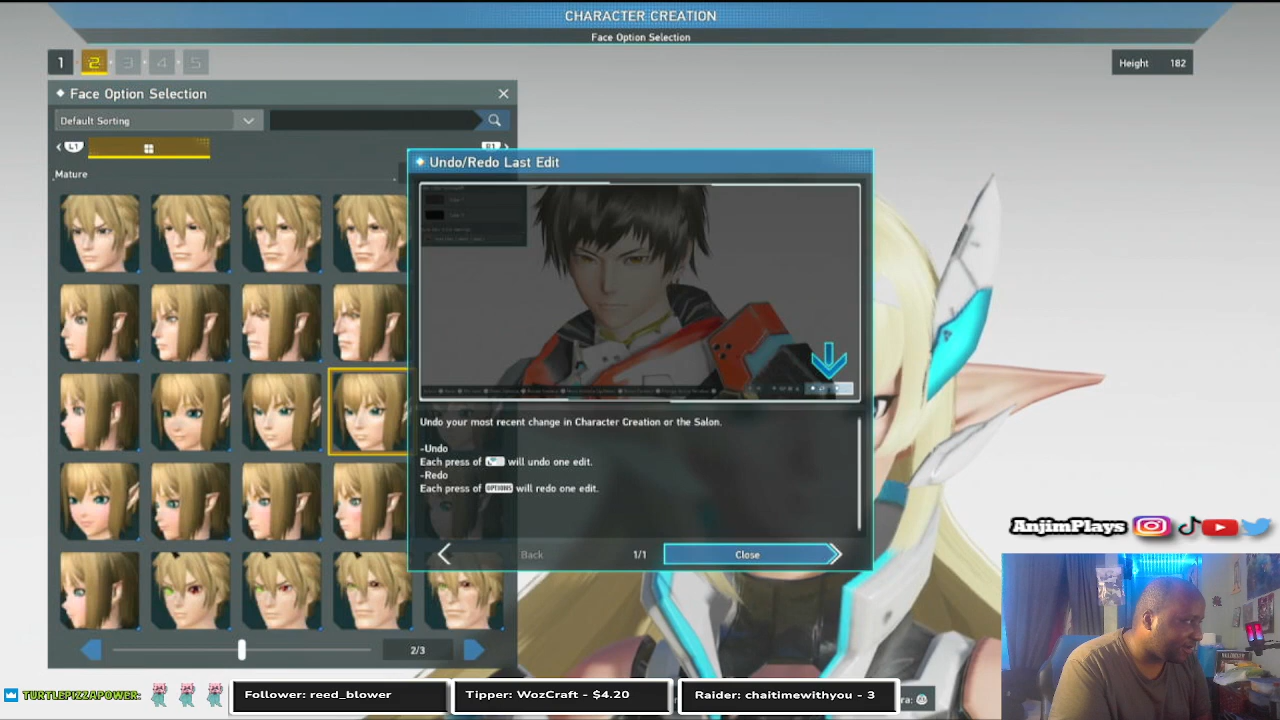 CHARACTER CREATION
Face Option Selection
1 2 3 4 5
Height 182
Face Option Selection
Default Sorting
L1
R1
Mature
Undo/Redo Last Edit
Undo your most recent change in Character Creation or the Salon.
-Undo
Each press of will undo one edit.
-Redo
Each press of OPTIONS will redo one edit.
Back
1/1
Close
2/3
AnjimPlays
TURTLEPIZZAPOWER:
Follower: reed_blower
Tipper: WozCraft - $4.20
Raider: chaitimewithyou - 3